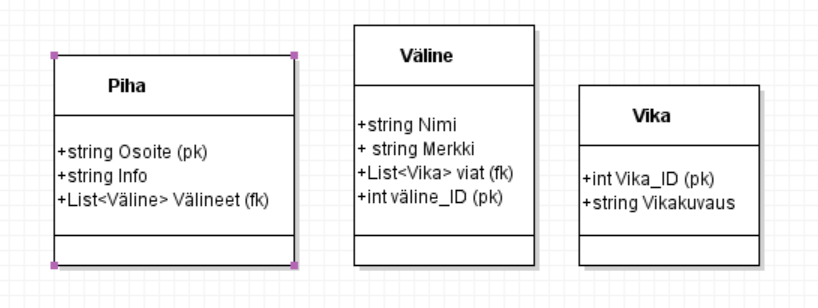 Piha
+string Osoite (pk)
+string Info
+List<Väline> Välineet (fk)
Väline
+string Nimi
+ string Merkki
+List<Vika> viat (fk)
+int väline_ID (pk)
Vika
+int Vika_ID (pk)
+string Vikakuvaus